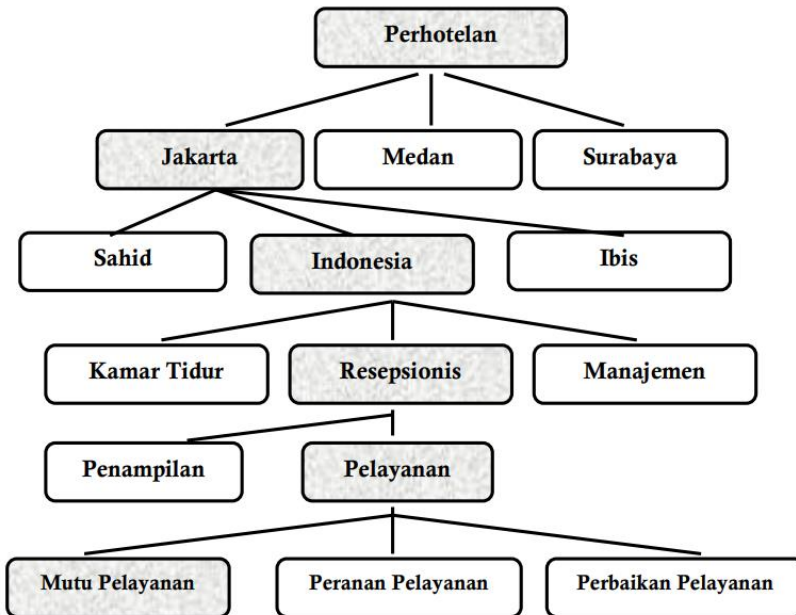 Perhotelan
Jakarta
Medan
Surabaya
Sahid
Indonesia
Ibis
Kamar Tidur
Resepsionis
Manajemen
Penampilan
Pelayanan
Mutu Pelayanan
Peranan Pelayanan
Perbaikan Pelayanan